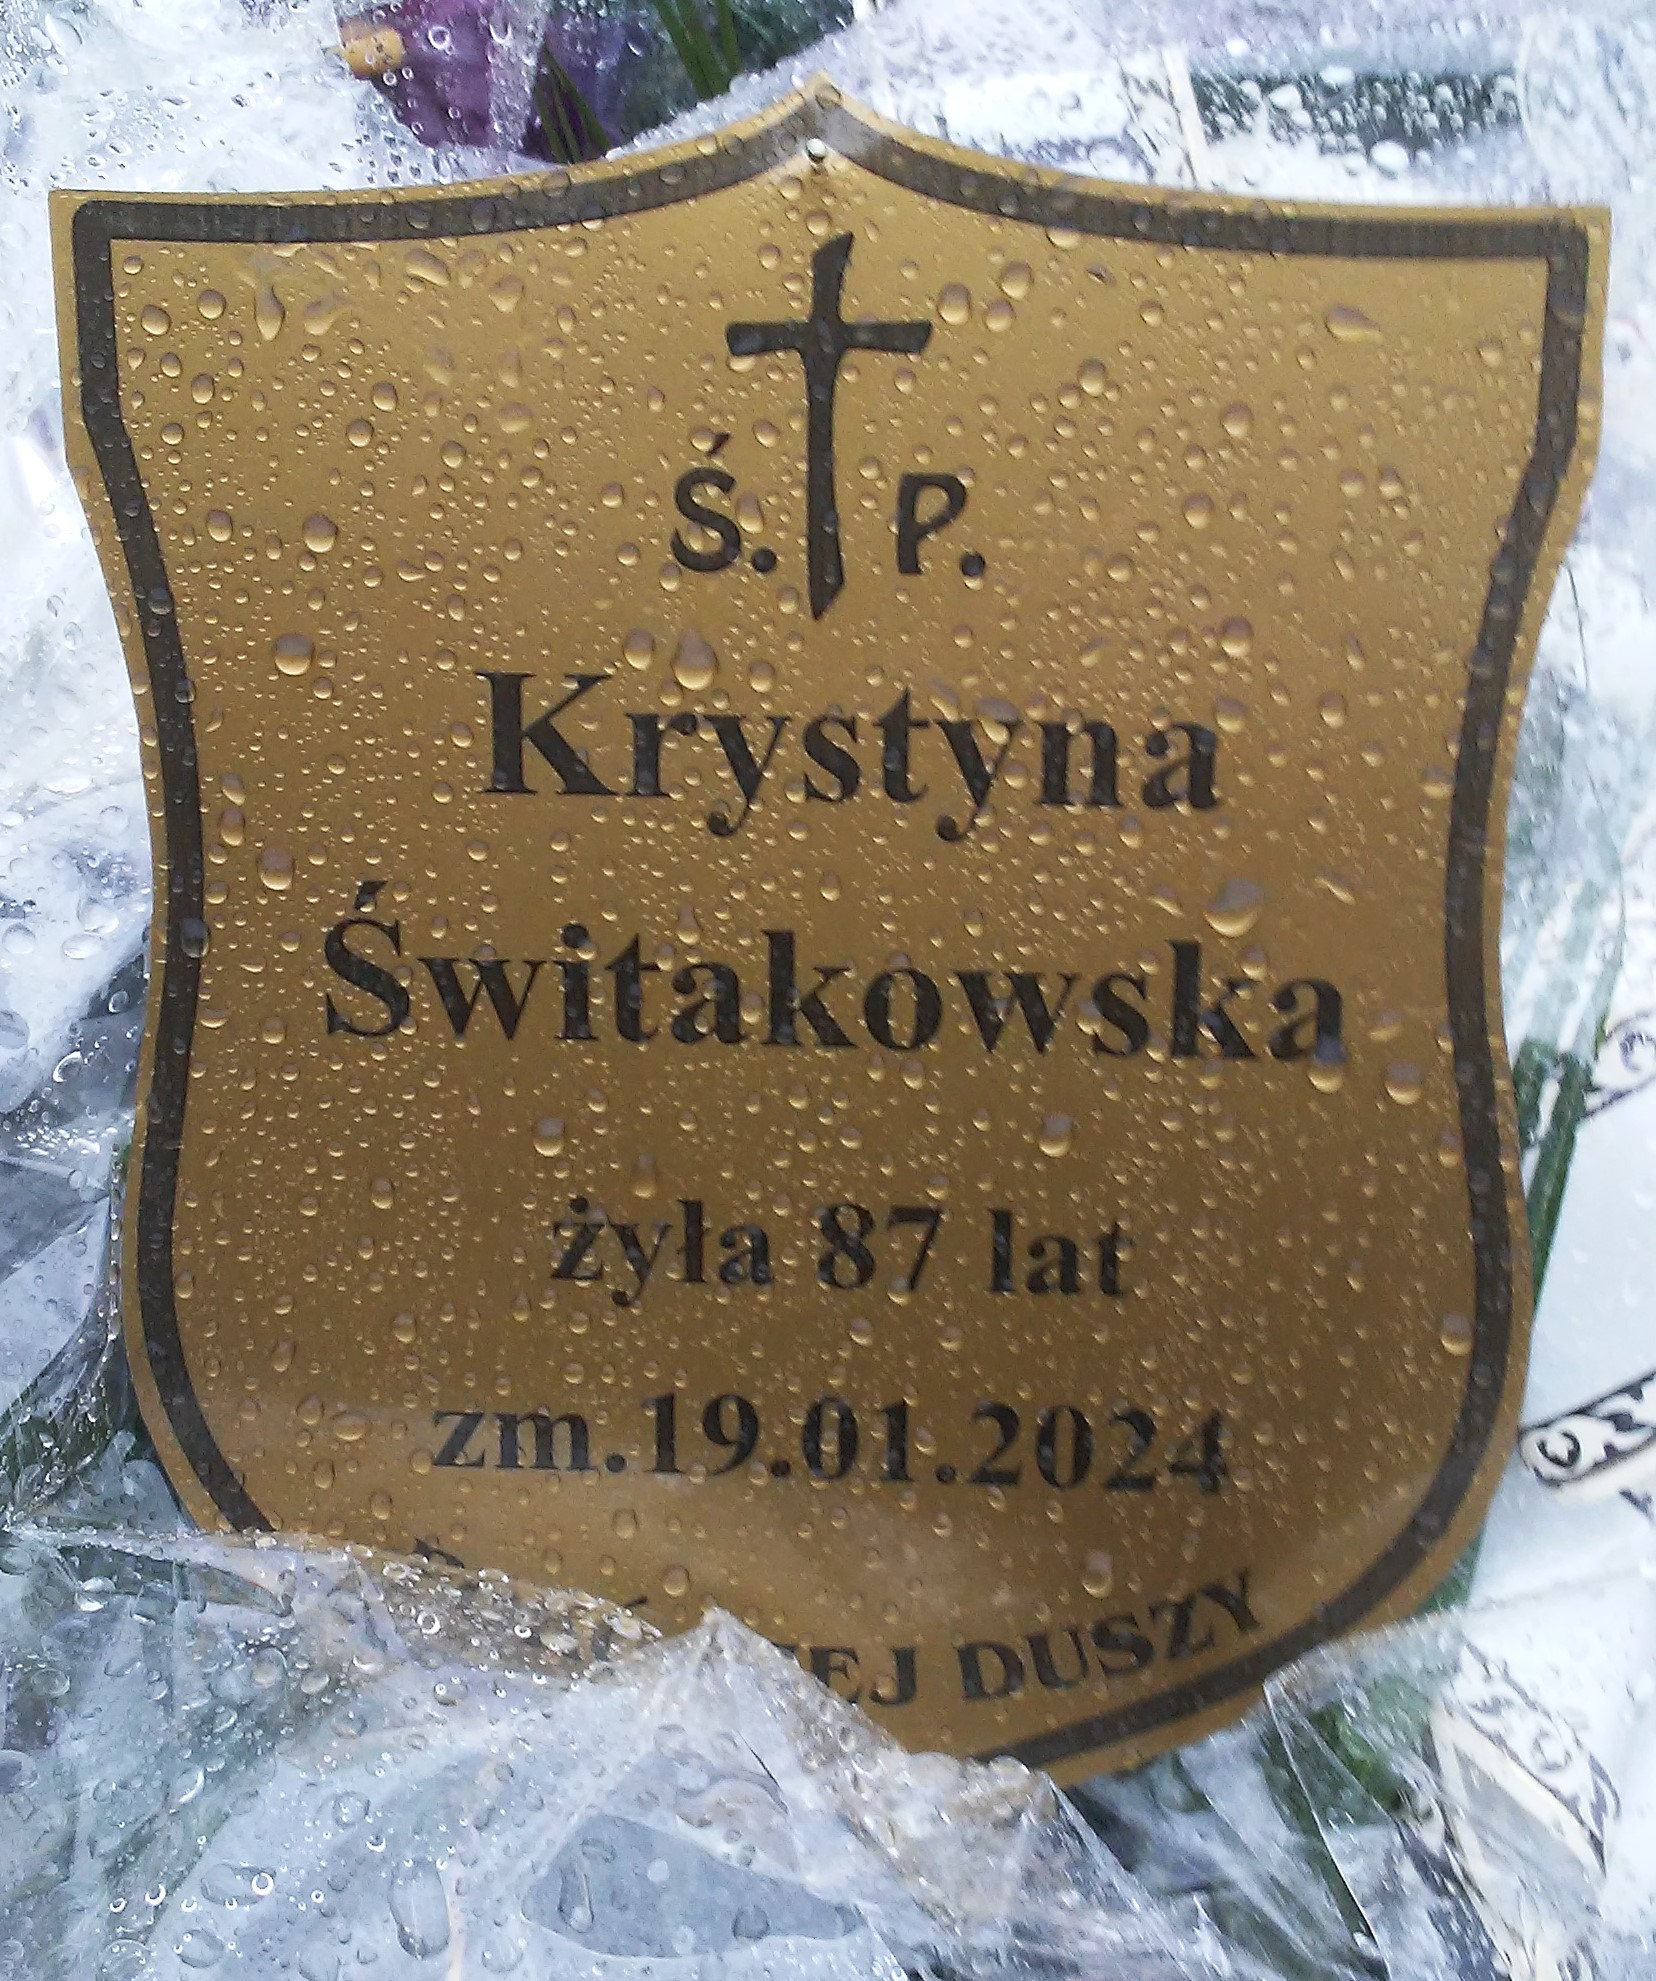 Ś. P.
Krystyna
Świtakowska
żyła 87 lat
zm.19.01.2024
DUSZY